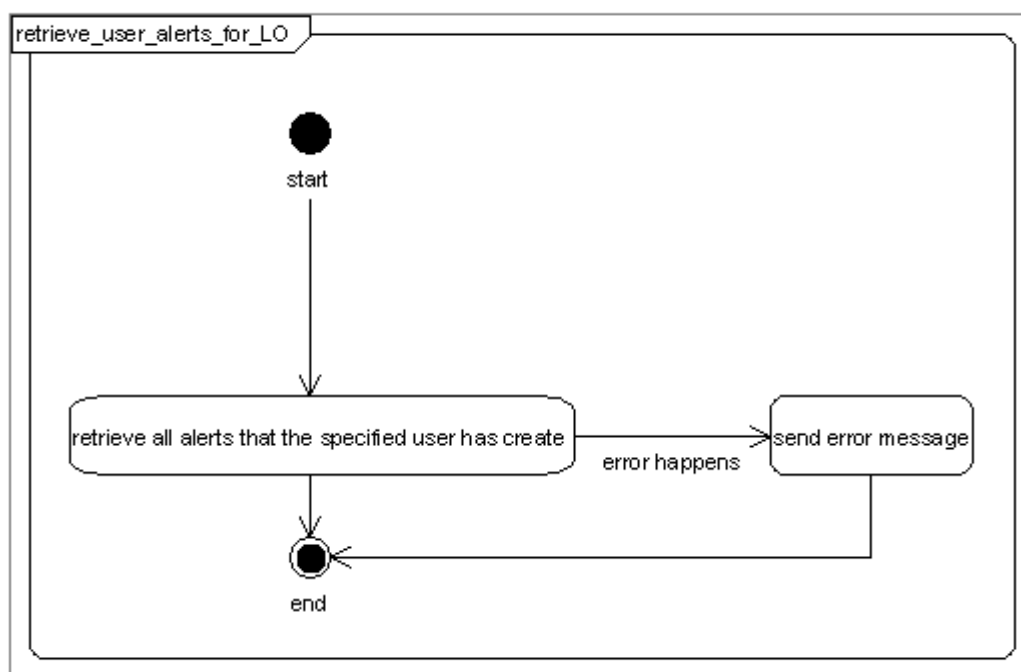 retrieve_user_alerts_for_LO
start
retrieve all alerts that the specified user has create
error happens
send error message
end